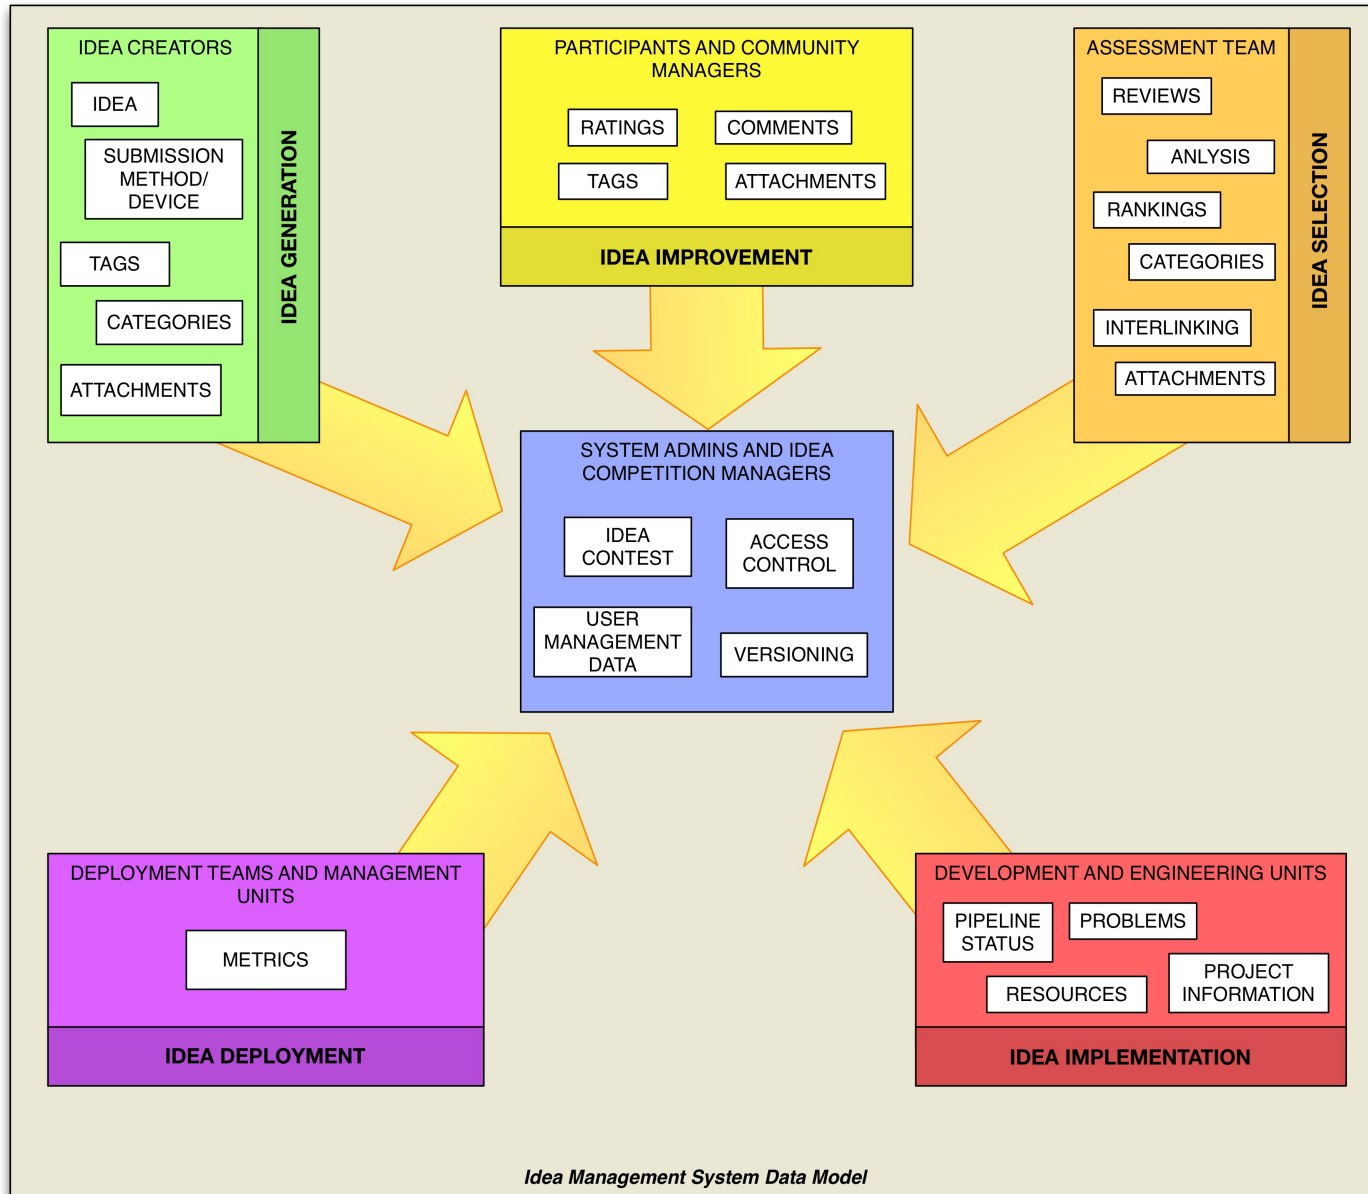 IDEA CREATORS
IDEA
SUBMISSION
METHOD/
DEVICE
TAGS
CATEGORIES
ATTACHMENTS
IDEA GENERATION
PARTICIPANTS AND COMMUNITY
MANAGERS
RATINGS
COMMENTS
TAGS
ATTACHMENTS
IDEA IMPROVEMENT
ASSESSMENT TEAM
REVIEWS
ANLYSIS
RANKINGS
CATEGORIES
INTERLINKING
ATTACHMENTS
IDEA SELECTION
SYSTEM ADMINS AND IDEA
COMPETITION MANAGERS
IDEA
CONTEST
ACCESS
CONTROL
USER
MANAGEMENT
DATA
VERSIONING
DEPLOYMENT TEAMS AND MANAGEMENT
UNITS
METRICS
IDEA DEPLOYMENT
DEVELOPMENT AND ENGINEERING UNITS
PIPELINE
STATUS
PROBLEMS
RESOURCES
PROJECT
INFORMATION
IDEA IMPLEMENTATION
Idea Management System Data Model